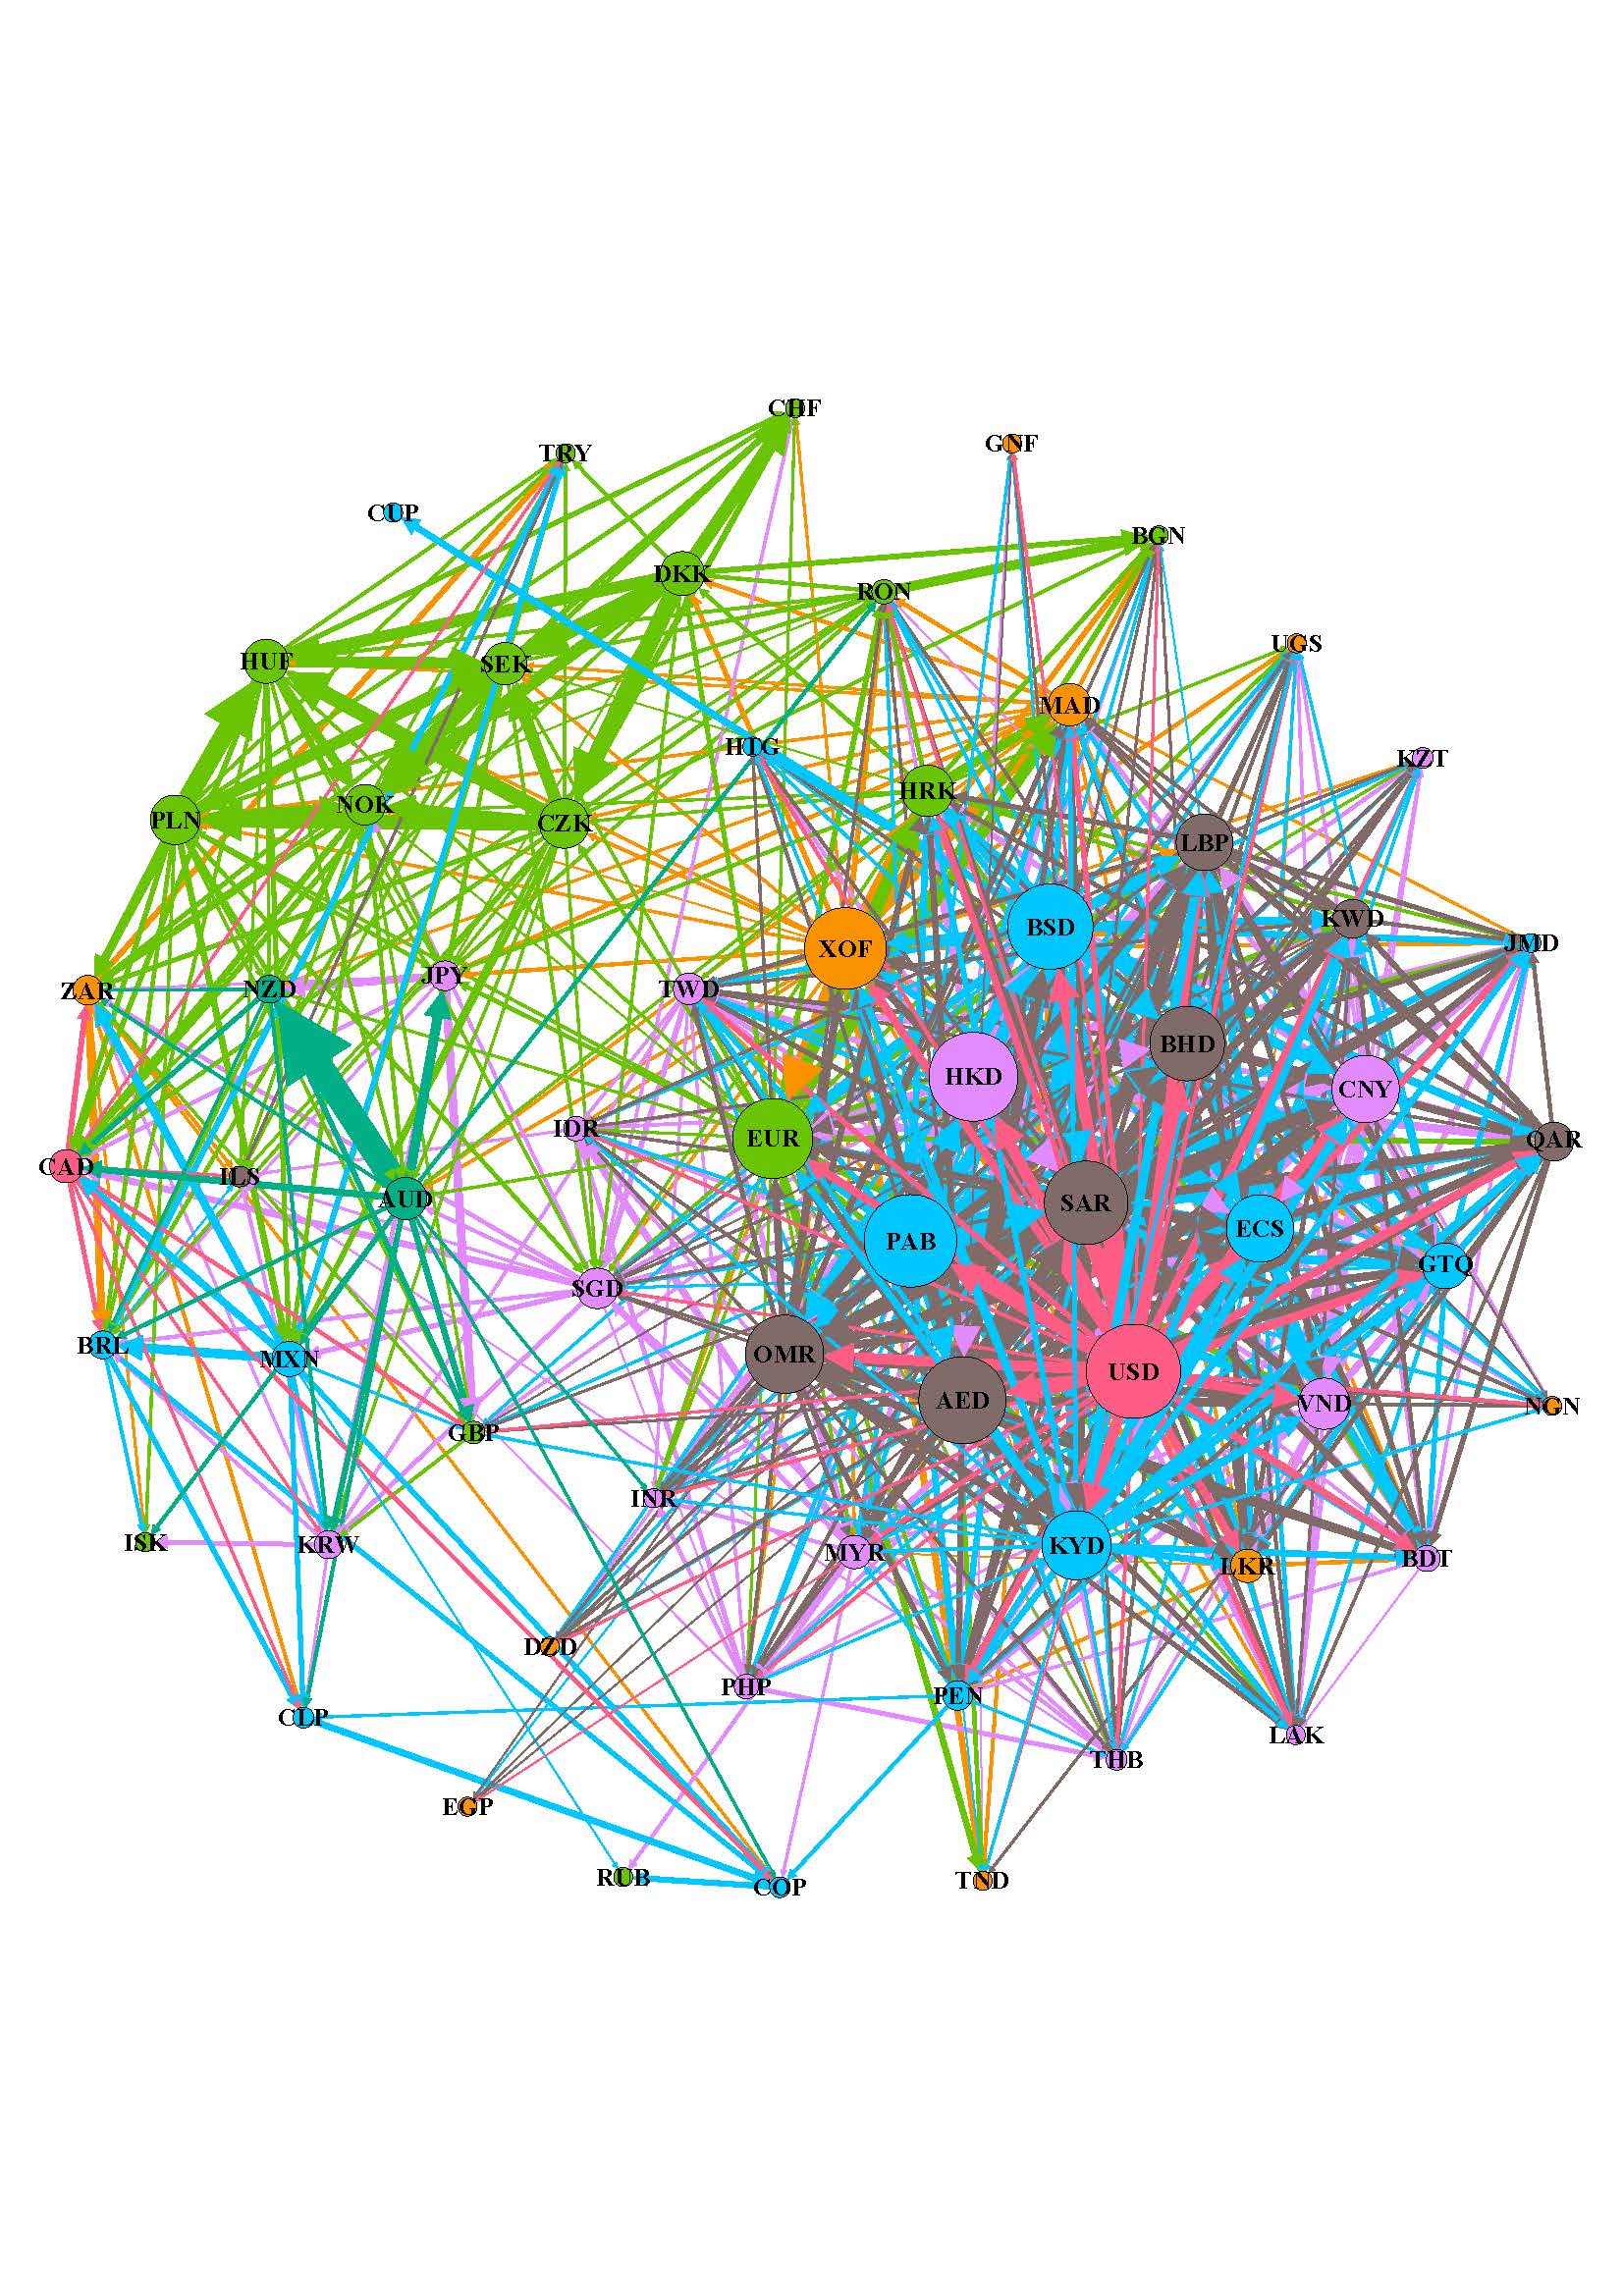 CHF
GNF
TRY
CUP
BGN
DKK
RON
UGS
HUF
SEK
MAD
HTG
KZT
HRK
NOK
PLN
CZK
LBP
KWD
BSD
JMD
XOF
JPY
NZD
TWD
ZAR
BHD
HKD
CNY
IDR
EUR
QAR
CAD
ILS
AUD
SAR
ECS
PAB
GTQ
SGD
BRL
OMR
MXN
USD
AED
VND
NGN
GBP
INR
ISK
KRW
KYD
MYR
BDT
LKR
DZD
PHP
PEN
CLP
LAK
THB
EGP
RUB
TND
COP